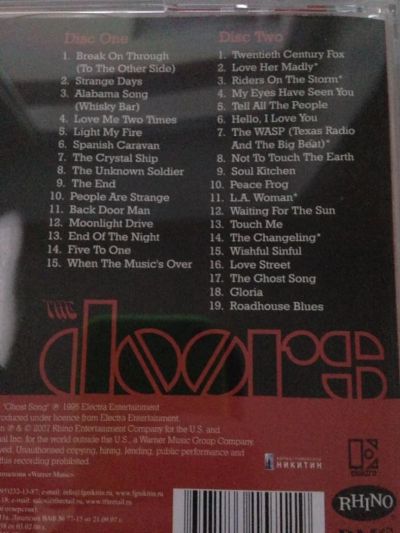 Disc One
1. Break On Through
(To The Other Side)
2. Strange Days
3. Alabama Song
(Whisky Bar)
4. Love Me Two Times
5. Light My Fire
6. Spanish Caravan
7. The Crystal Ship
8. The Unknown Soldier
9. The End
10. People Are Strange
11. Back Door Man
12. Moonlight Drive
13. End Of The Night
14. Five To One
15. When The Music's Over
Disc Two
1. Twentieth Century Fox
2. Love Her Madly*
3. Riders On The Storm*
4. My Eyes Have Seen You
5. Tell All The People
6. Hello, I Love You
7. The WASP (Texas Radio
And The Big Beat)*
8. Not To Touch The Earth
9. Soul Kitchen
10. Peace Frog
11. L.A. Woman*
12. Waiting For The Sun
13. Touch Me
14. The Changeling*
15. Wishful Sinful
16. Love Street
17. The Ghost Song
18. Gloria
19. Roadhouse Blues
THE
doors
"Ghost Song" ℗ 1995 Elektra Entertainment
oduced under licence from Elektra Entertainment.
n ℗ & © 2007 Rhino Entertainment Company for the U.S. and
nal Inc. for the world outside the U.S., a Warner Music Group Company.
ved. Unauthorised copying, hiring, lending, public performance and
this recording prohibited.
«Warner Music»
НИКИТИН
RHINO